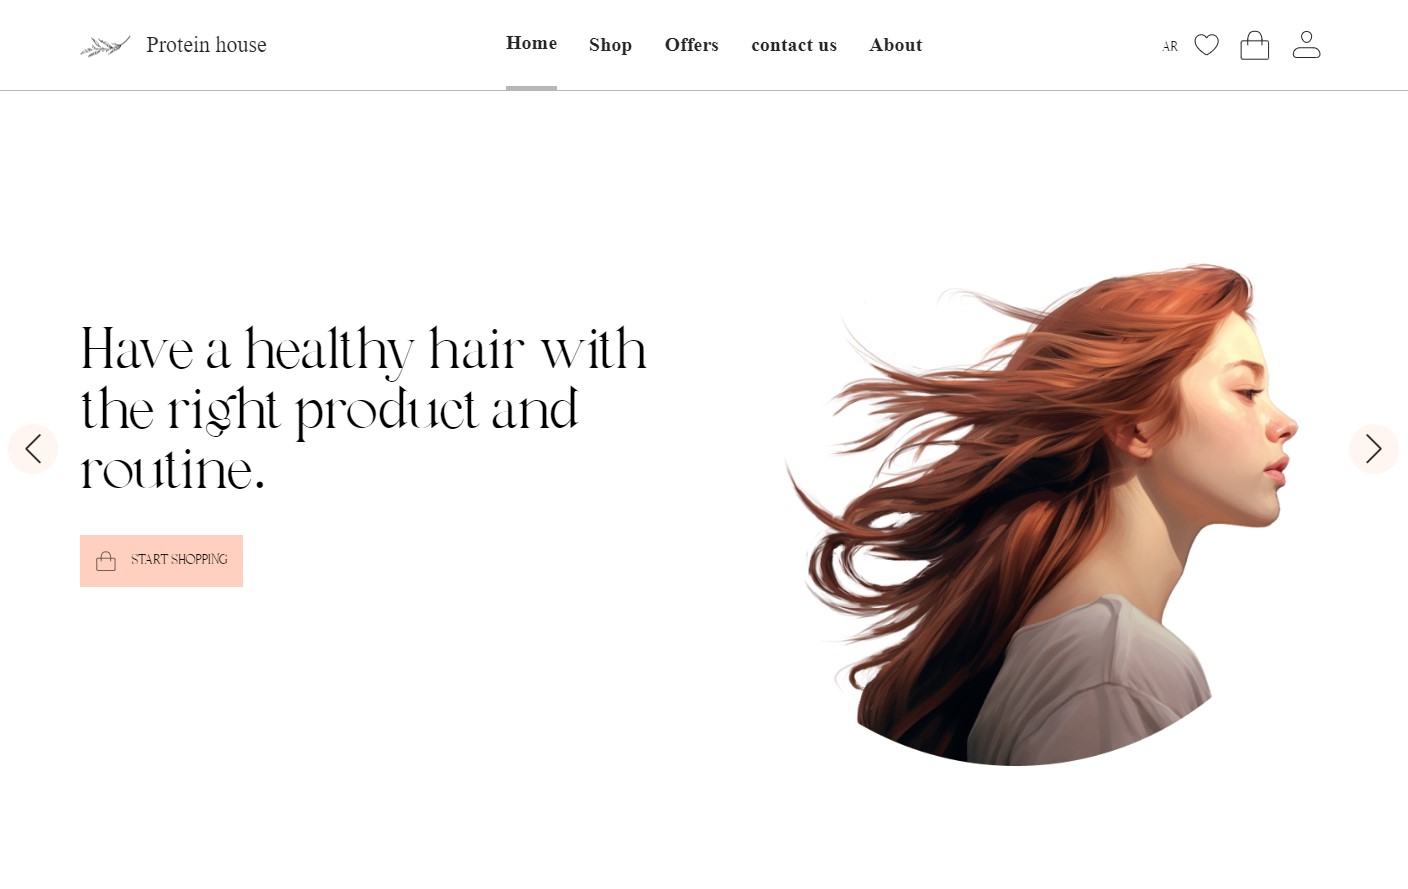 Protein house
Home
Shop
Offers
contact us
About
AR
Have a healthy hair with
the right product and
routine.
START SHOPPING